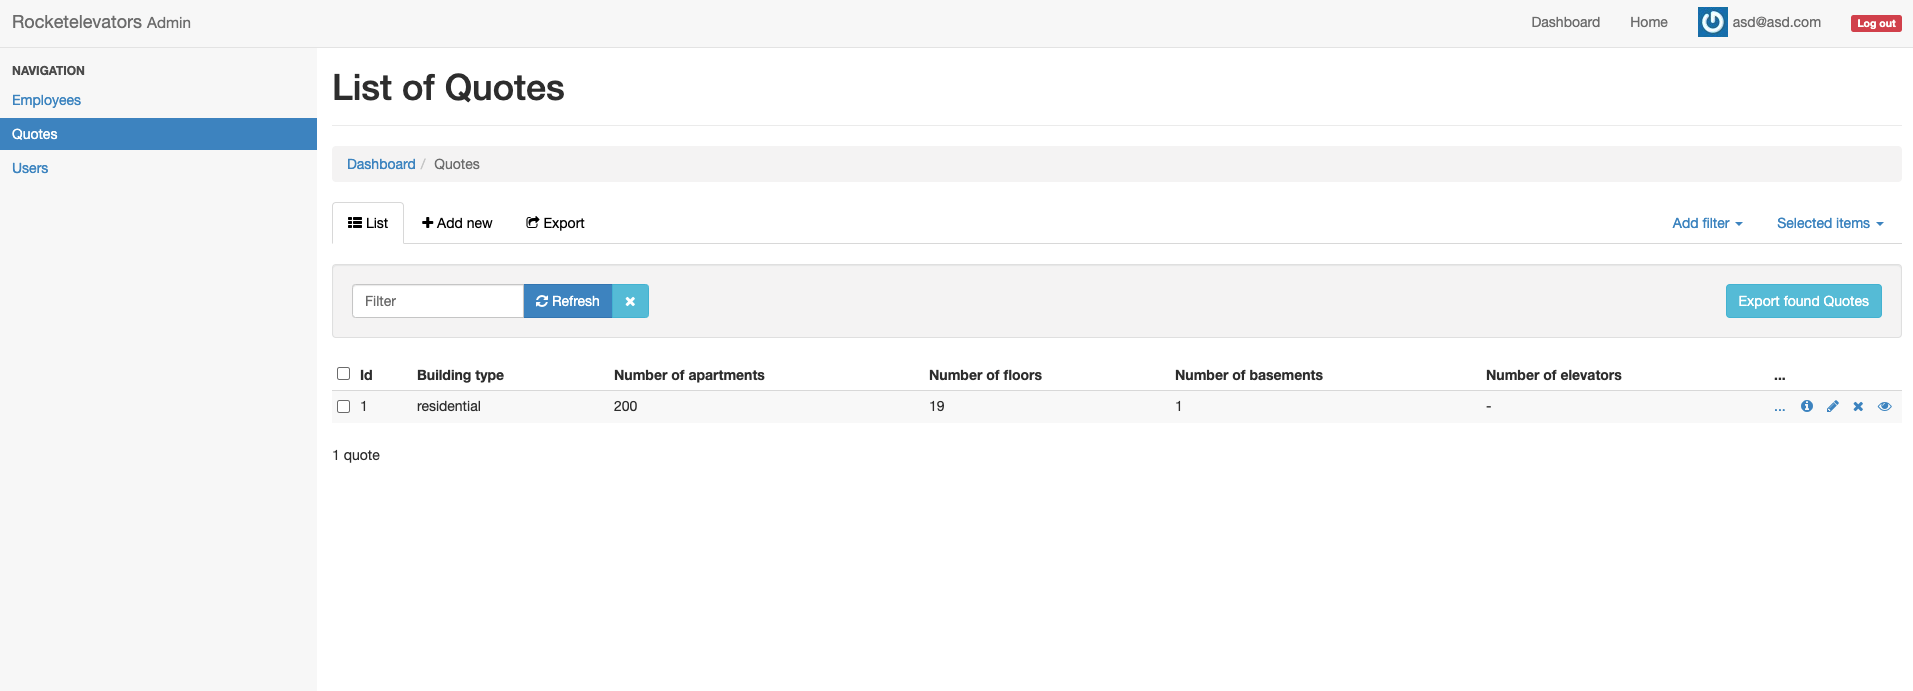 Rocketelevators Admin
Dashboard Home asd@asd.com Log out
NAVIGATION
Employees
Quotes
Users
List of Quotes
Dashboard / Quotes
List Add new Export Add filter Selected items
Filter Refresh Export found Quotes
Id Building type Number of apartments Number of floors Number of basements Number of elevators ...
1 residential 200 19 1 - ...
1 quote